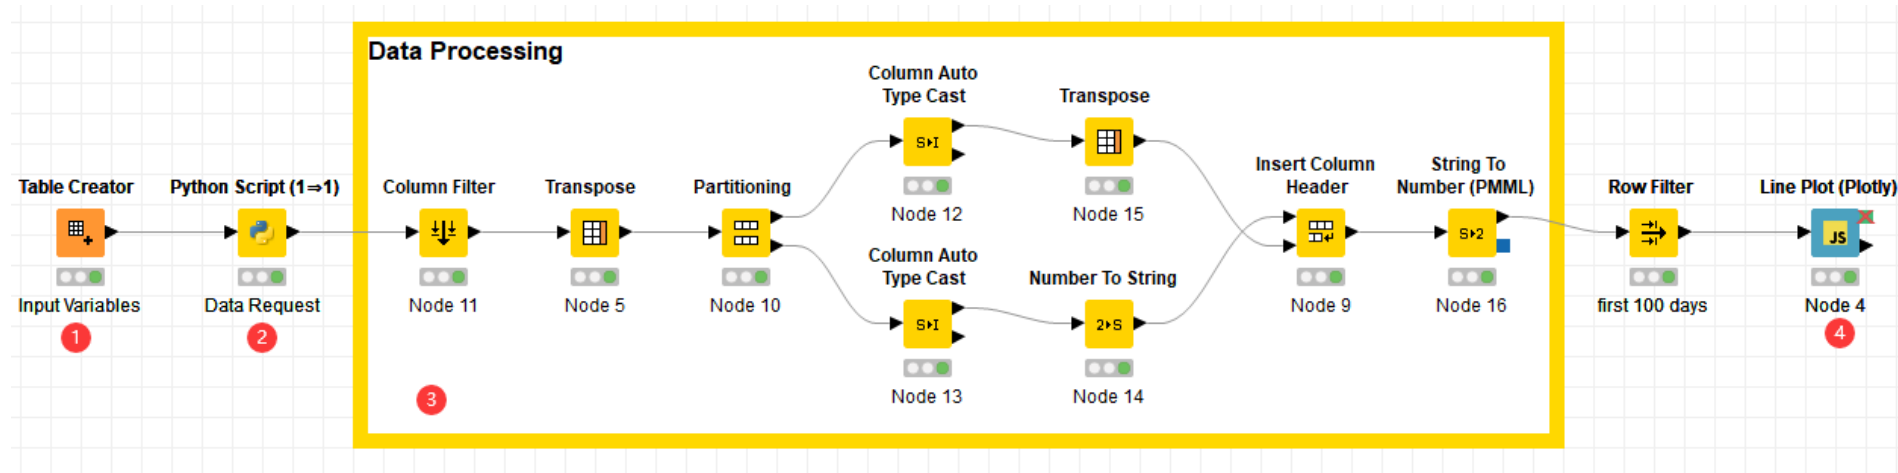 Data Processing
Column Auto
Type Cast
S▸I
Node 12
Transpose
Node 15
Table Creator
Input Variables
1
Python Script (1⇒1)
Data Request
2
Column Filter
Node 11
3
Transpose
Node 5
Partitioning
Node 10
Column Auto
Type Cast
S▸I
Node 13
Number To String
2▸S
Node 14
Insert Column
Header
Node 9
String To
Number (PMML)
S▸2
Node 16
Row Filter
first 100 days
Line Plot (Plotly)
JS
Node 4
4